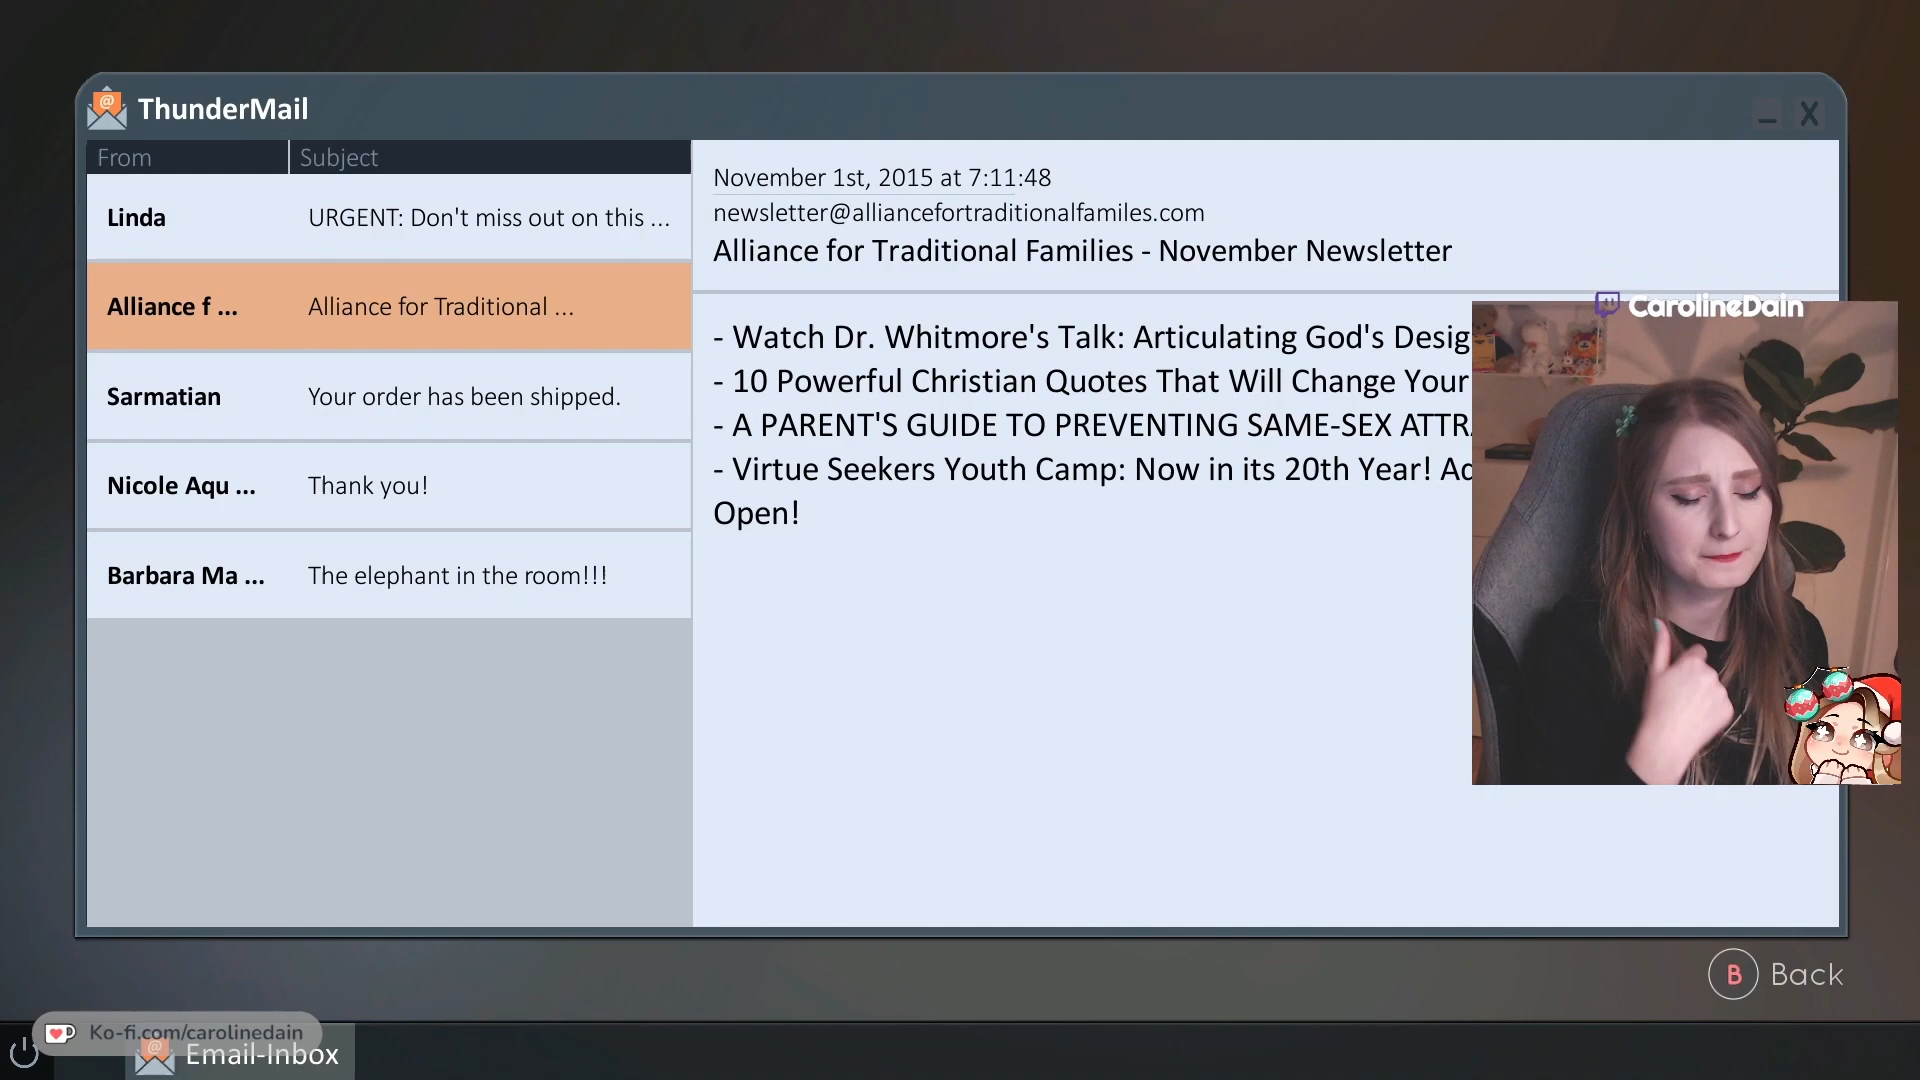 ThunderMail
From Subject
Linda URGENT: Don't miss out on this ...
Alliance f ... Alliance for Traditional ...
Sarmatian Your order has been shipped.
Nicole Aqu ... Thank you!
Barbara Ma ... The elephant in the room!!!
November 1st, 2015 at 7:11:48
newsletter@alliancefortraditionalfamiles.com
Alliance for Traditional Families - November Newsletter
- Watch Dr. Whitmore's Talk: Articulating God's Desig
- 10 Powerful Christian Quotes That Will Change Your
- A PARENT'S GUIDE TO PREVENTING SAME-SEX ATTR
- Virtue Seekers Youth Camp: Now in its 20th Year! Ad
Open!
CarolineDain
B Back
Ko-fi.com/carolinedain
Email-Inbox